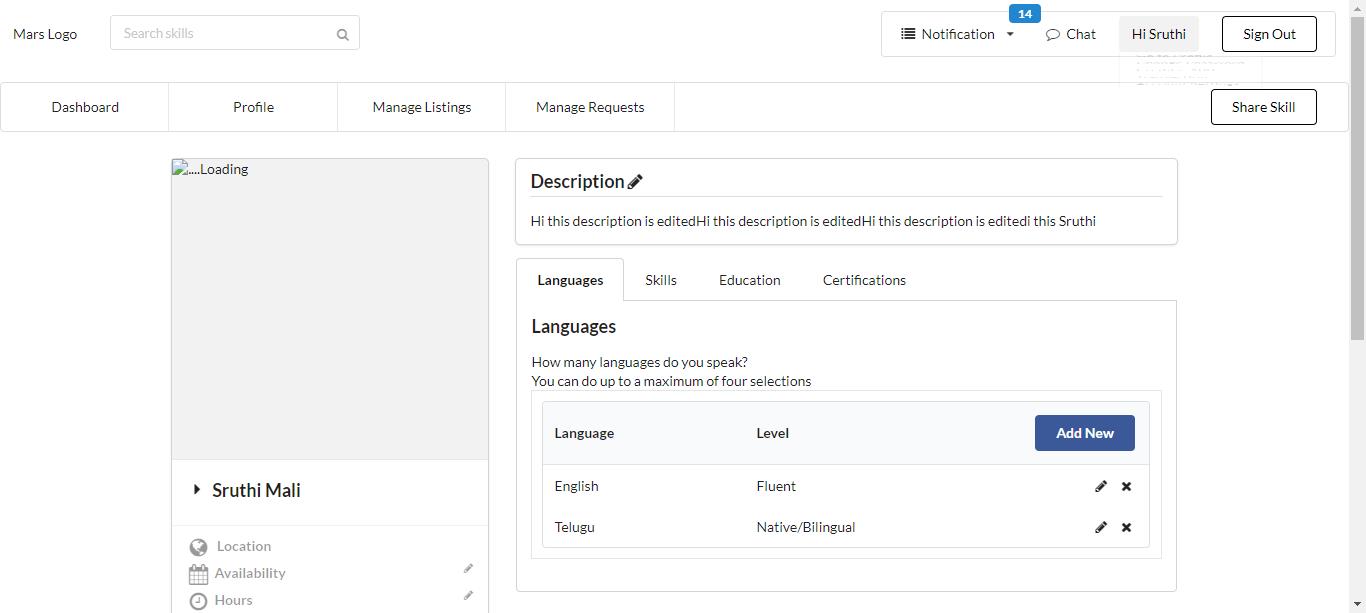 14
Mars Logo
Search skills
Notification
Chat
Hi Sruthi
Sign Out
Dashboard
Profile
Manage Listings
Manage Requests
Share Skill
....Loading
Description
Hi this description is editedHi this description is editedHi this description is editedi this Sruthi
Languages
Skills
Education
Certifications
Languages
How many languages do you speak?
You can do up to a maximum of four selections
Language
Level
Add New
English
Fluent
Telugu
Native/Bilingual
Sruthi Mali
Location
Availability
Hours